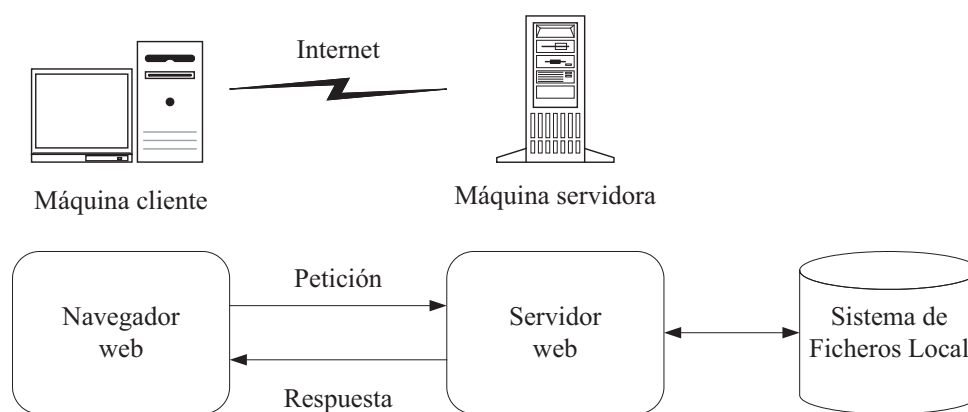 Internet
Máquina cliente
Máquina servidora
Petición
Navegador
web
Servidor
web
Sistema de
Ficheros Local
Respuesta